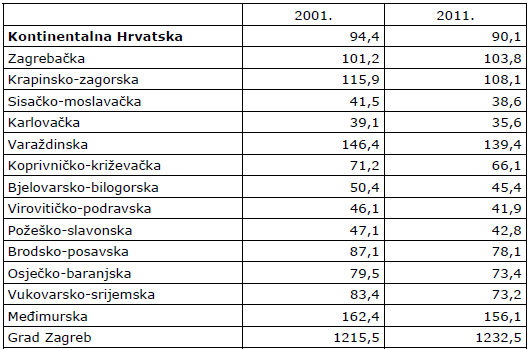 2001. 2011.
Kontinentalna Hrvatska 94,4 90,1
Zagrebačka 101,2 103,8
Krapinsko-zagorska 115,9 108,1
Sisačko-moslavačka 41,5 38,6
Karlovačka 39,1 35,6
Varaždinska 146,4 139,4
Koprivničko-križevačka 71,2 66,1
Bjelovarsko-bilogorska 50,4 45,4
Virovitičko-podravska 46,1 41,9
Požeško-slavonska 47,1 42,8
Brodsko-posavska 87,1 78,1
Osječko-baranjska 79,5 73,4
Vukovarsko-srijemska 83,4 73,2
Međimurska 162,4 156,1
Grad Zagreb 1215,5 1232,5